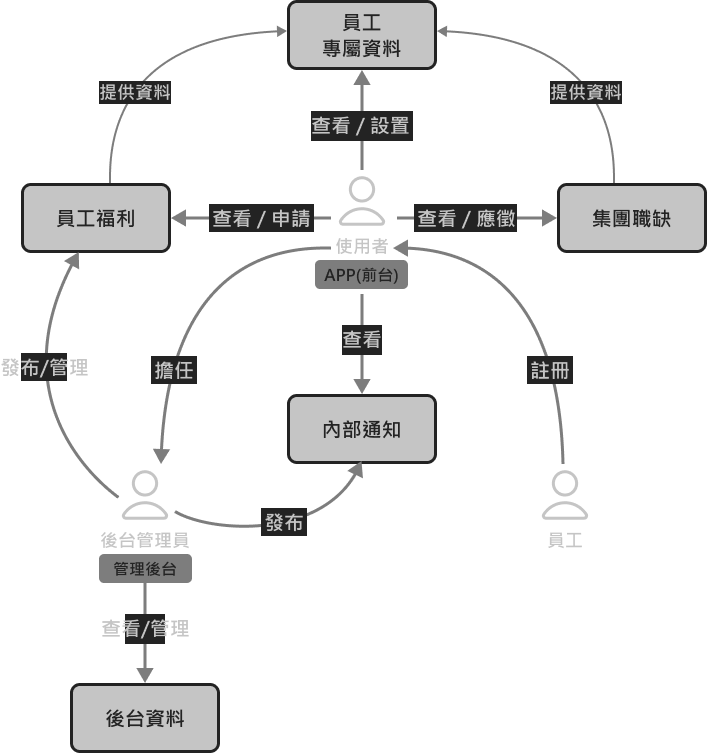 員工
專屬資料
提供資料
提供資料
查看 / 設置
員工福利
查看 / 申請
查看 / 應徵
集團職缺
使用者
APP(前台)
查看
發布/管理
擔任
註冊
內部通知
發布
後台管理員
管理後台
員工
查看/管理
後台資料